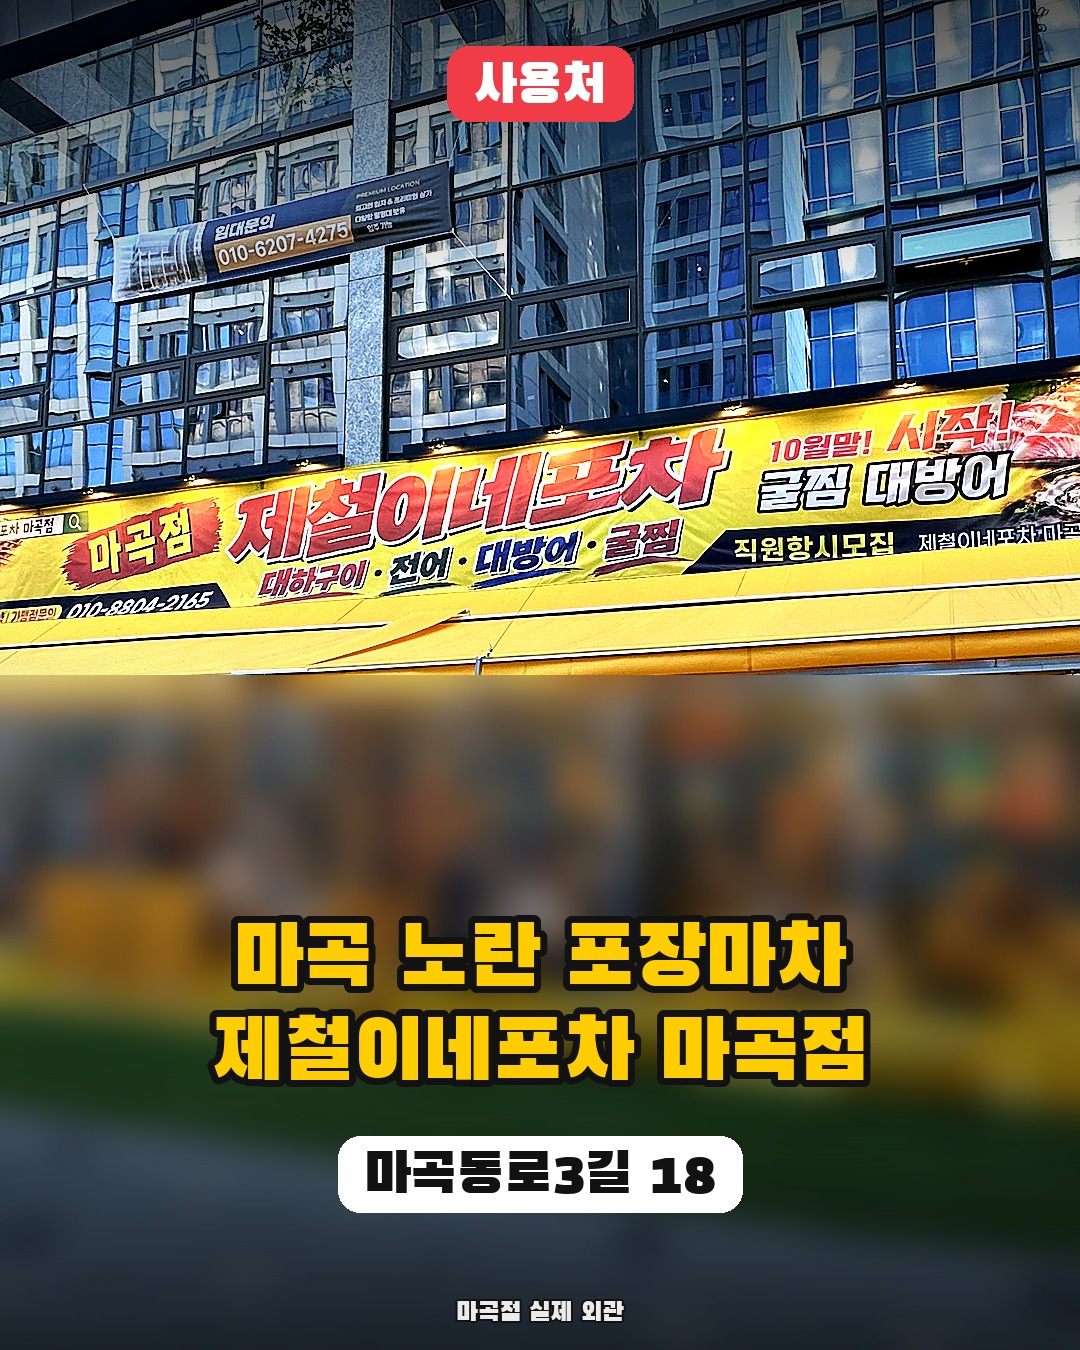 사용처
PREMIUM LOCATION
임대문의
010-6207-4275
포차 마곡점
마곡점
제철이네포차
대하구이 · 전어 · 대방어 · 굴찜
010-8804-2165
10월말! 시작!
굴찜 대방어
직원항시모집
제철이네포차 마곡
마곡 노란 포장마차
제철이네포차 마곡점
마곡동로3길 18
마곡점 실제 외관